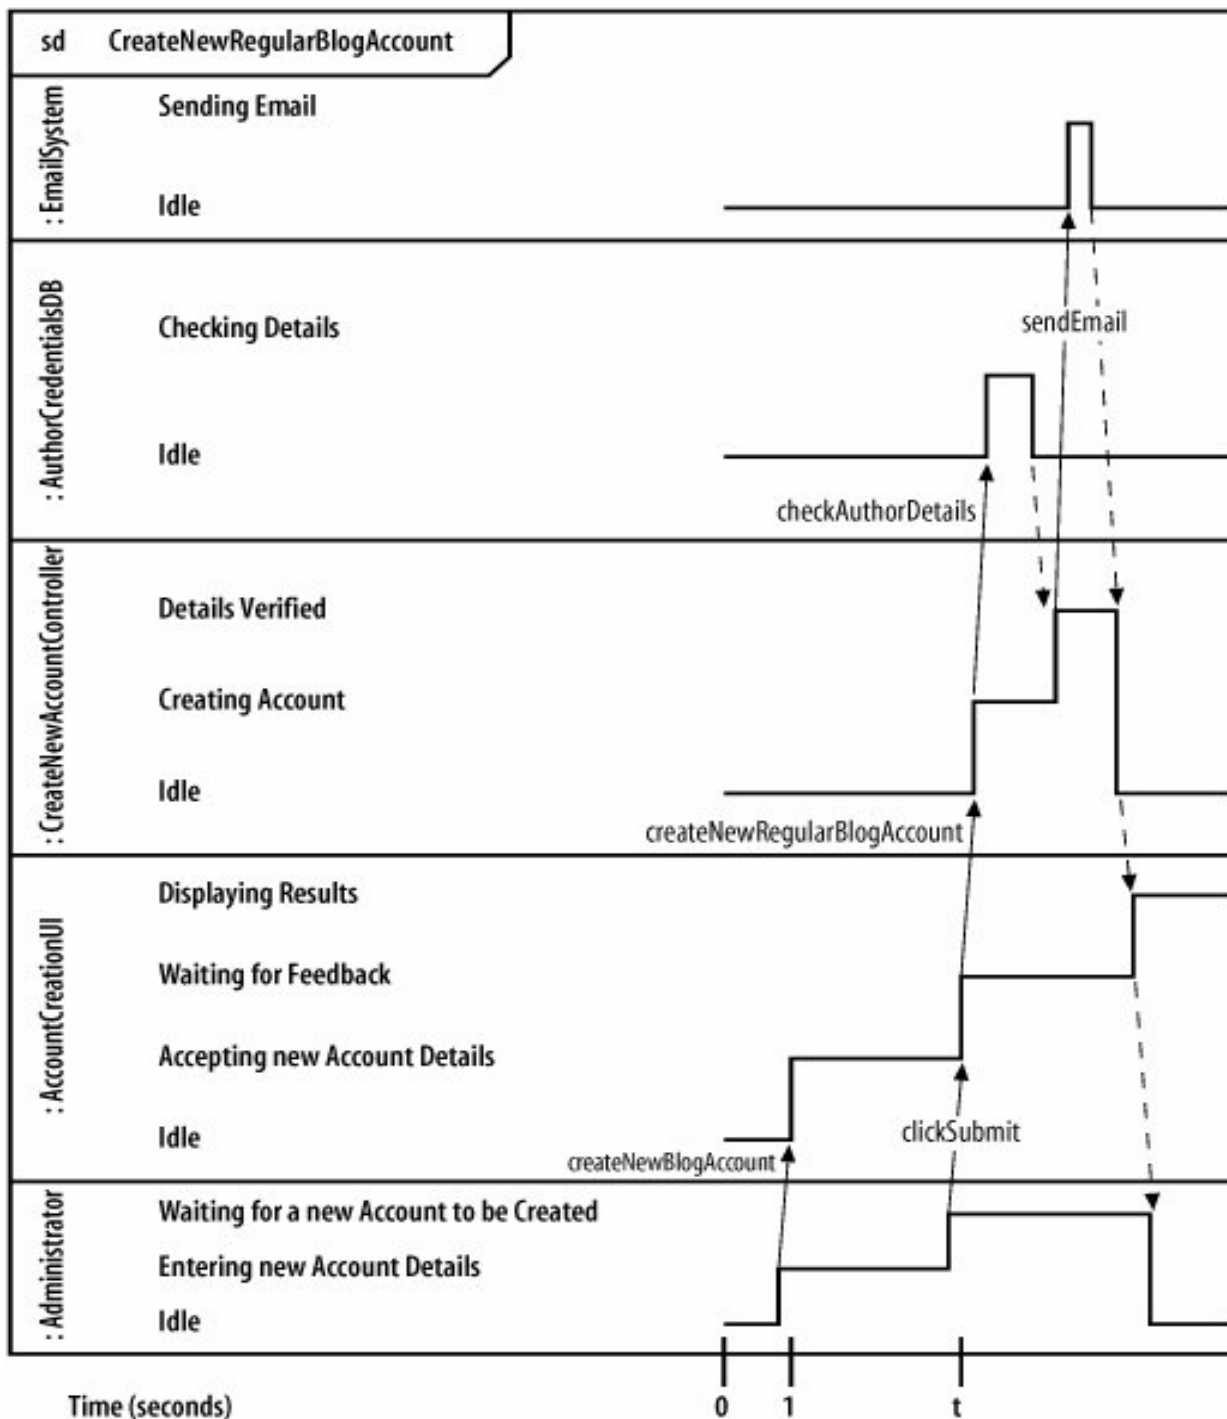 sd CreateNewRegularBlogAccount
: EmailSystem
Sending Email
Idle
: AuthorCredentialsDB
Checking Details
sendEmail
Idle
checkAuthorDetails
: CreateNewAccountController
Details Verified
Creating Account
Idle
createNewRegularBlogAccount
: AccountCreationUI
Displaying Results
Waiting for Feedback
Accepting new Account Details
clickSubmit
Idle
createNewBlogAccount
: Administrator
Waiting for a new Account to be Created
Entering new Account Details
Idle
Time (seconds) 0 1 t